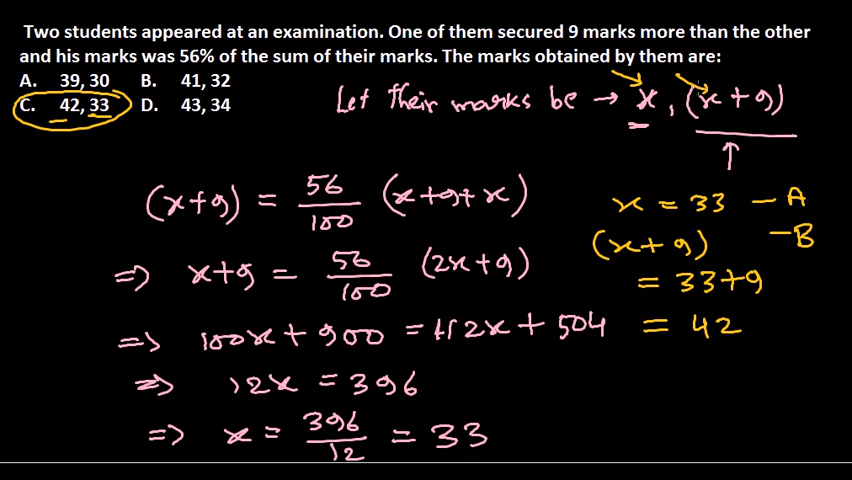 Two students appeared at an examination. One of them secured 9 marks more than the other
and his marks was 56% of the sum of their marks. The marks obtained by them are:
A. 39, 30 B. 41, 32
C. 42, 33 D. 43, 34
Let their marks be → x, (x+9)
(x+9) = 56/100 (x+9+x)
⇒ x+9 = 56/100 (2x+9)
⇒ 100x + 900 = 112x + 504
⇒ 12x = 396
⇒ x = 396/12 = 33
x = 33 – A
(x+9) – B
= 33+9
= 42